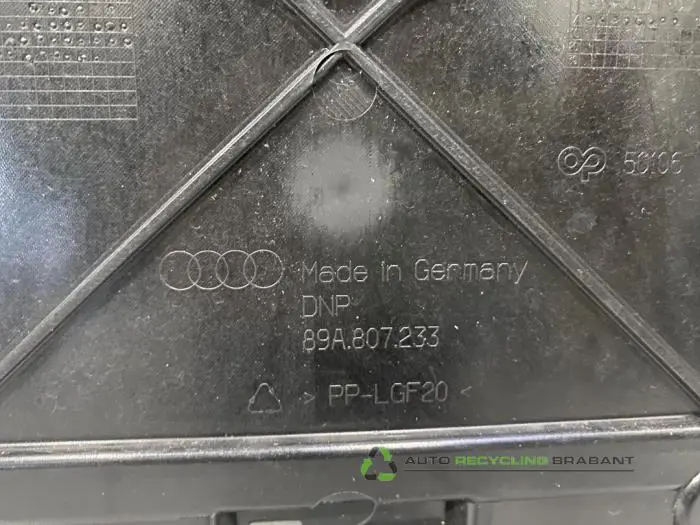 56106
Made in Germany
DNP
89A.807.233
> PP-LGF20 <
AUTO RECYCLING BRABANT